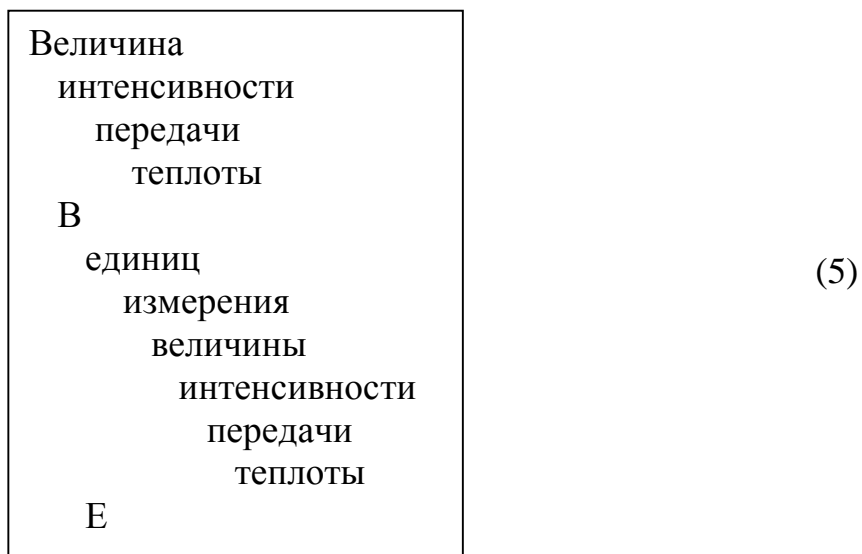 Величина
интенсивности
передачи
теплоты
В
единиц
(5)
измерения
величины
интенсивности
передачи
теплоты
Е